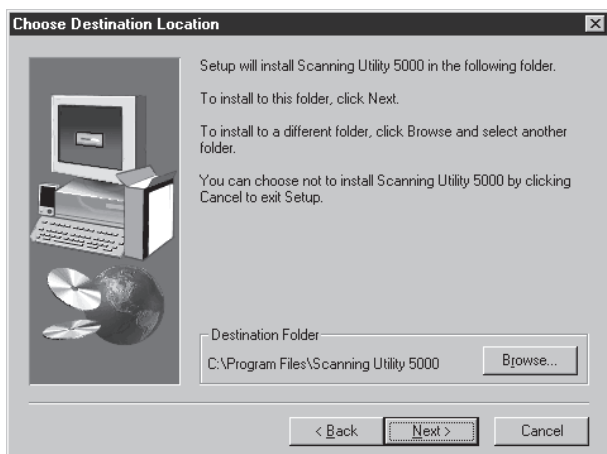 Choose Destination Location
Setup will install Scanning Utility 5000 in the following folder.
To install to this folder, click Next.
To install to a different folder, click Browse and select another
folder.
You can choose not to install Scanning Utility 5000 by clicking
Cancel to exit Setup.
Destination Folder
C:\Program Files\Scanning Utility 5000
Browse...
< Back
Next >
Cancel